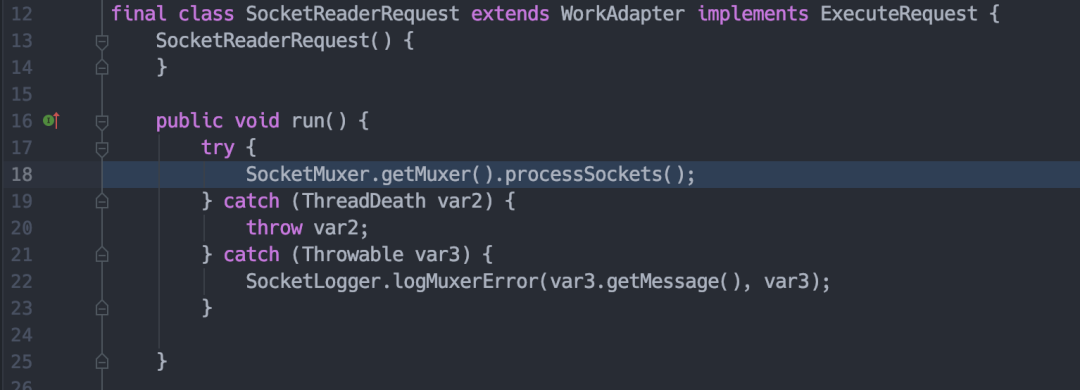 12 final class SocketReaderRequest extends WorkAdapter implements ExecuteRequest {
13     SocketReaderRequest() {
14     }
15
16     public void run() {
17         try {
18             SocketMuxer.getMuxer().processSockets();
19         } catch (ThreadDeath var2) {
20             throw var2;
21         } catch (Throwable var3) {
22             SocketLogger.logMuxerError(var3.getMessage(), var3);
23         }
24
25     }
26